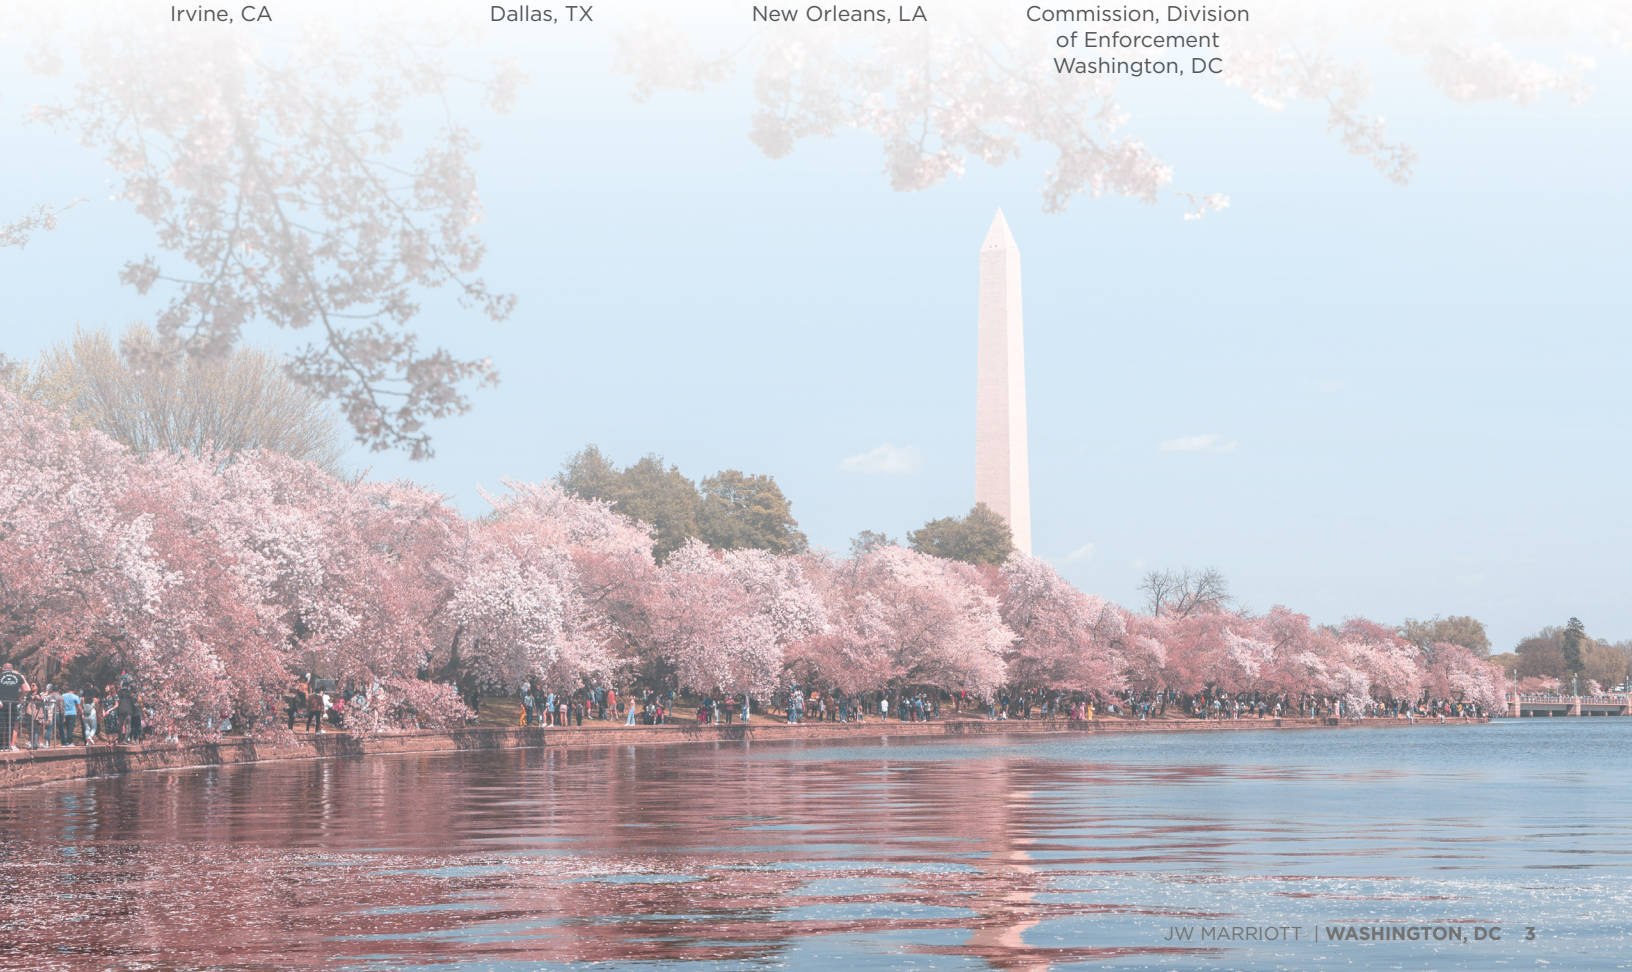 Irvine, CA
Dallas, TX
New Orleans, LA
Commission, Division
of Enforcement
Washington, DC
JW MARRIOTT | WASHINGTON, DC 3